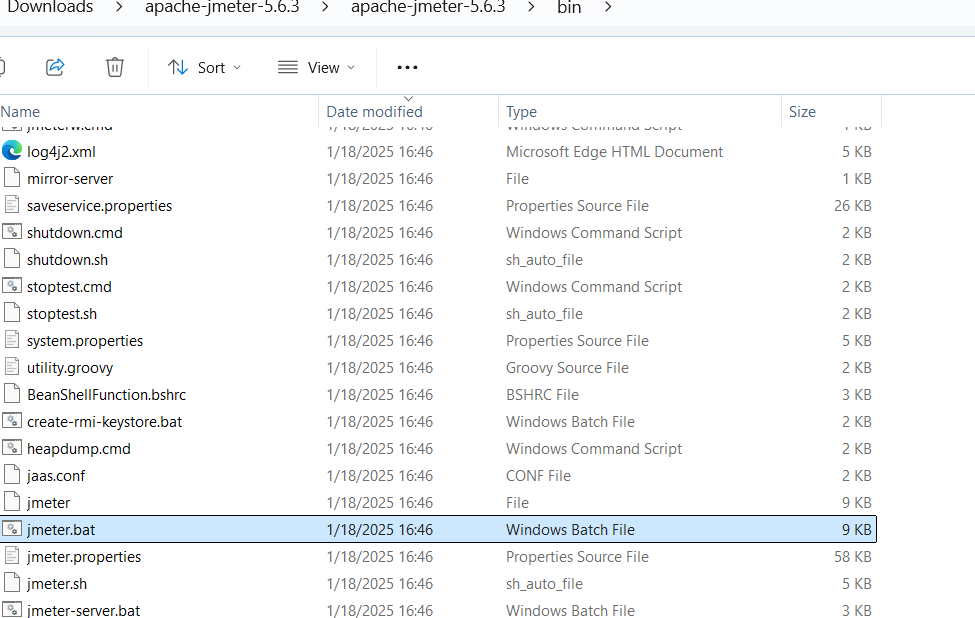 Downloads > apache-jmeter-5.6.3 > apache-jmeter-5.6.3 > bin >
Sort View
Name Date modified Type Size
jmeterw.cmd 1/18/2025 16:46 Windows Command Script 1 KB
log4j2.xml 1/18/2025 16:46 Microsoft Edge HTML Document 5 KB
mirror-server 1/18/2025 16:46 File 1 KB
saveservice.properties 1/18/2025 16:46 Properties Source File 26 KB
shutdown.cmd 1/18/2025 16:46 Windows Command Script 2 KB
shutdown.sh 1/18/2025 16:46 sh_auto_file 2 KB
stoptest.cmd 1/18/2025 16:46 Windows Command Script 2 KB
stoptest.sh 1/18/2025 16:46 sh_auto_file 2 KB
system.properties 1/18/2025 16:46 Properties Source File 5 KB
utility.groovy 1/18/2025 16:46 Groovy Source File 2 KB
BeanShellFunction.bshrc 1/18/2025 16:46 BSHRC File 3 KB
create-rmi-keystore.bat 1/18/2025 16:46 Windows Batch File 2 KB
heapdump.cmd 1/18/2025 16:46 Windows Command Script 2 KB
jaas.conf 1/18/2025 16:46 CONF File 2 KB
jmeter 1/18/2025 16:46 File 9 KB
jmeter.bat 1/18/2025 16:46 Windows Batch File 9 KB
jmeter.properties 1/18/2025 16:46 Properties Source File 58 KB
jmeter.sh 1/18/2025 16:46 sh_auto_file 5 KB
jmeter-server.bat 1/18/2025 16:46 Windows Batch File 3 KB